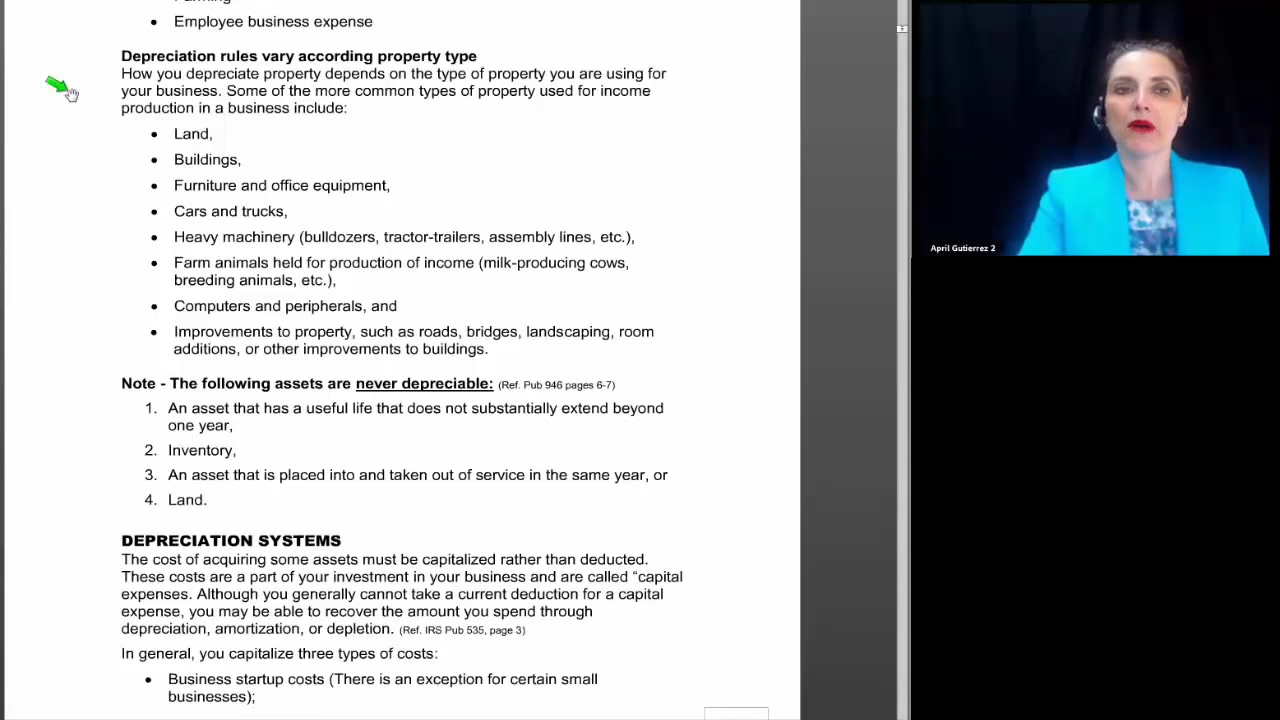 Farming
• Employee business expense
Depreciation rules vary according property type
How you depreciate property depends on the type of property you are using for
your business. Some of the more common types of property used for income
production in a business include:
• Land,
• Buildings,
• Furniture and office equipment,
• Cars and trucks,
• Heavy machinery (bulldozers, tractor-trailers, assembly lines, etc.),
• Farm animals held for production of income (milk-producing cows,
breeding animals, etc.),
• Computers and peripherals, and
• Improvements to property, such as roads, bridges, landscaping, room
additions, or other improvements to buildings.
Note - The following assets are never depreciable: (Ref. Pub 946 pages 6-7)
1. An asset that has a useful life that does not substantially extend beyond
one year,
2. Inventory,
3. An asset that is placed into and taken out of service in the same year, or
4. Land.
DEPRECIATION SYSTEMS
The cost of acquiring some assets must be capitalized rather than deducted.
These costs are a part of your investment in your business and are called “capital
expenses. Although you generally cannot take a current deduction for a capital
expense, you may be able to recover the amount you spend through
depreciation, amortization, or depletion. (Ref. IRS Pub 535, page 3)
In general, you capitalize three types of costs:
• Business startup costs (There is an exception for certain small
businesses);
April Gutierrez 2